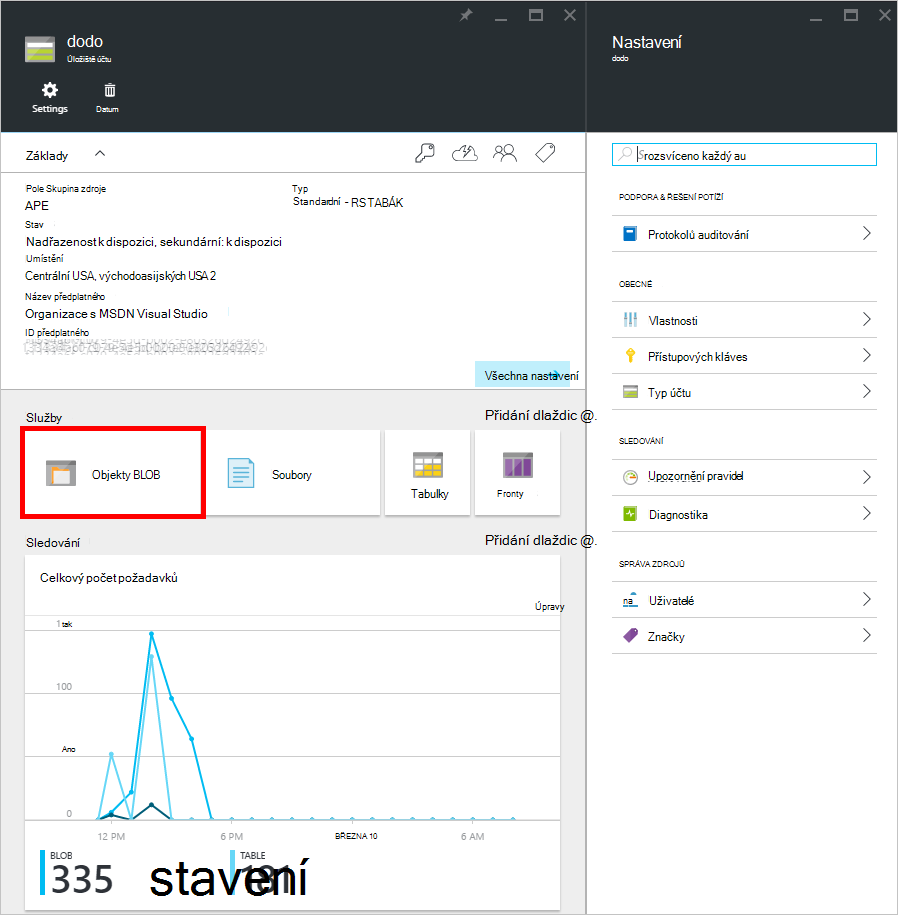 dodo
Úložiště účtu
Settings
Datum
Základy
Pole Skupina zdroje
APE
Typ
Standardní - RS TABÁK
Stav
Nadřazenost k dispozici, sekundární: k dispozici
Umístění
Centrální USA, východoasijských USA 2
Název předplatného
Organizace s MSDN Visual Studio
ID předplatného
Všechna nastavení
Služby
Přidání dlaždic @.
Objekty BLOB
Soubory
Tabulky
Fronty
Sledování
Přidání dlaždic @.
Celkový počet požadavků
Úpravy
1 tak
100
Ano
0
12 PM
6 PM
BŘEZNA 10
6 AM
BLOB
335
stavení
TABLE
181
Nastavení
dodo
Srozsvíceno každý au
PODPORA & ŘEŠENÍ POTÍŽÍ
Protokolů auditování
OBECNÉ
Vlastnosti
Přístupových kláves
Typ účtu
SLEDOVÁNÍ
Upozornění pravidel
Diagnostika
SPRÁVA ZDROJŮ
na
Uživatelé
Značky